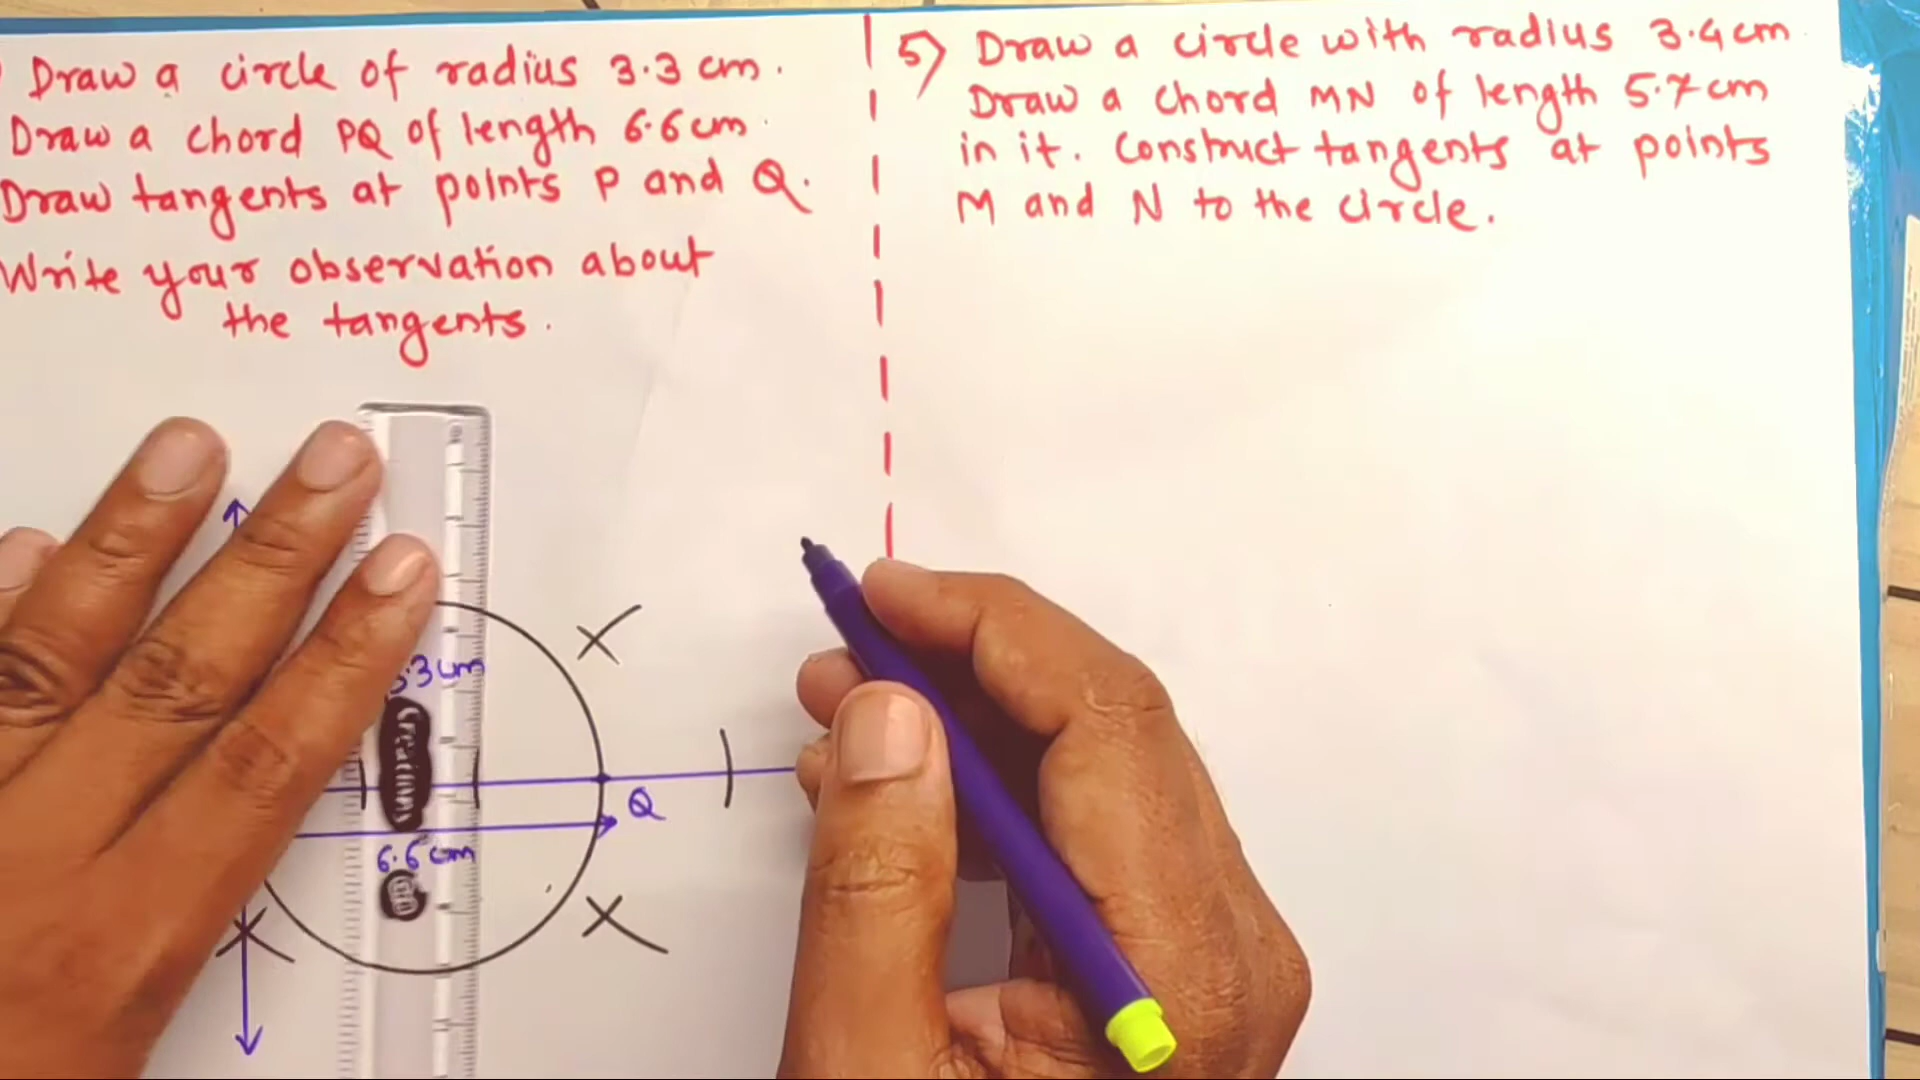 Draw a circle of radius 3.3 cm.
Draw a chord PQ of length 6.6 cm.
Draw tangents at points P and Q.
Write your observation about
the tangents.
5) Draw a circle with radius 3.4 cm
Draw a chord MN of length 5.7 cm
in it. Construct tangents at points
M and N to the circle.
3.3 cm
Q
6.6 cm